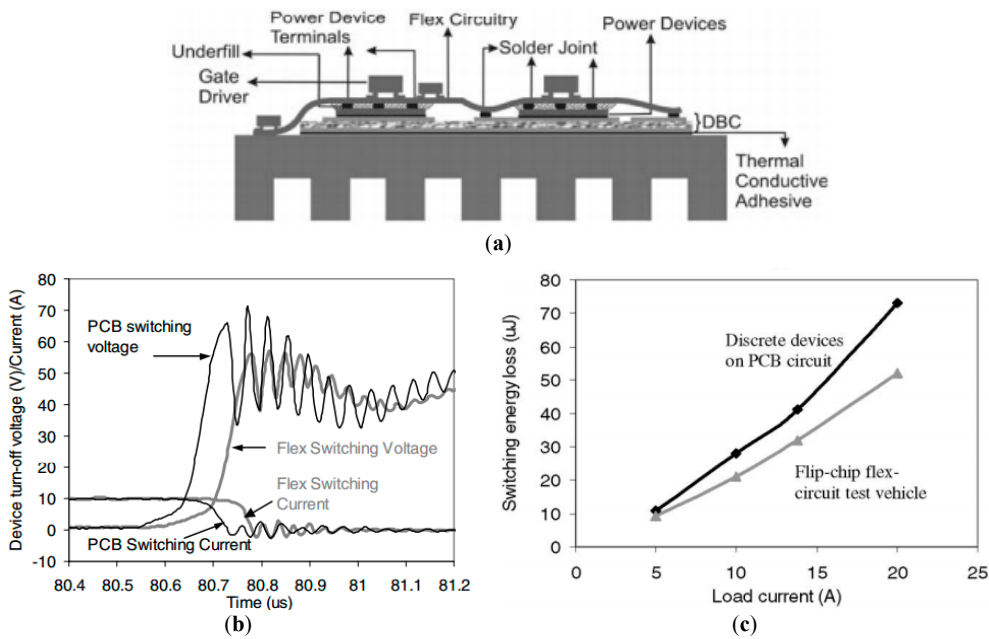 Power Device
Terminals
Flex Circuitry
Power Devices
Underfill
Solder Joint
Gate
Driver
}DBC
Thermal
Conductive
Adhesive
(a)
Device turn-off voltage (V)/Current (A)
80
70
60
50
40
30
20
10
0
-10
PCB switching
voltage
Flex Switching Voltage
Flex Switching
Current
PCB Switching Current
80.4 80.5 80.6 80.7 80.8 80.9 81 81.1 81.2
Time (us)
(b)
Switching energy loss (uJ)
80
70
60
50
40
30
20
10
0
Discrete devices
on PCB circuit
Flip-chip flex-
circuit test vehicle
0 5 10 15 20 25
Load current (A)
(c)